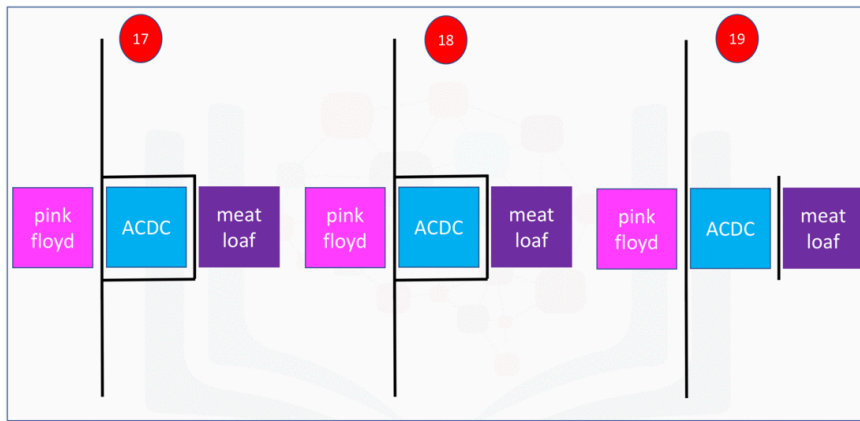 17
18
19
pink
floyd
ACDC
meat
loaf
pink
floyd
ACDC
meat
loaf
pink
floyd
ACDC
meat
loaf